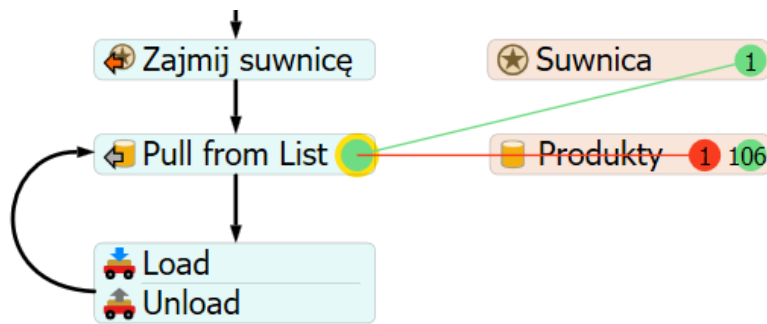 Zajmij suwnicę
Suwnica 1
Pull from List
Produkty 1 106
Load
Unload